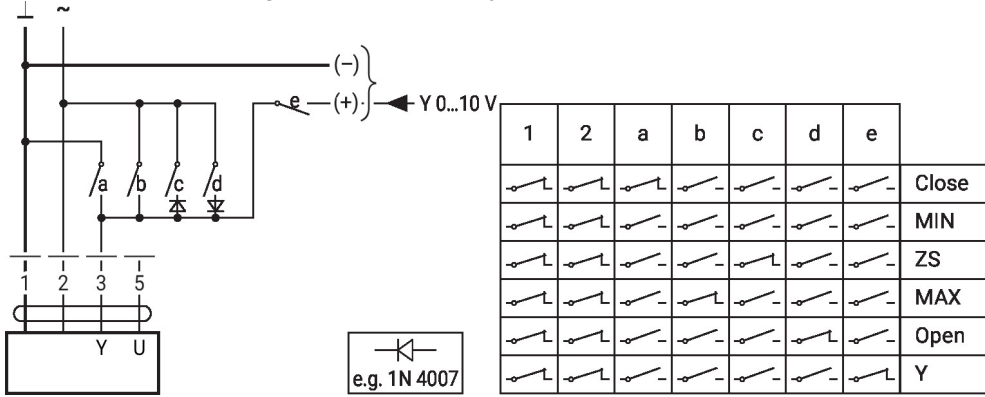 ⊥ ~
(−)
e (+) Y 0...10 V
a b c d
1 2 3 5
Y U
e.g. 1N 4007
1 2 a b c d e
Close
MIN
ZS
MAX
Open
Y